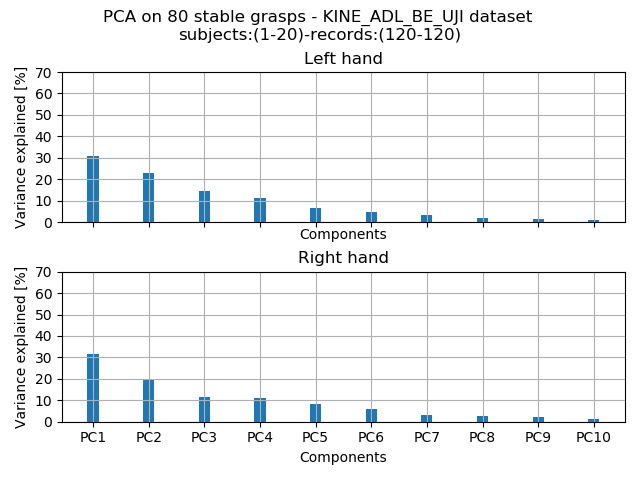 PCA on 80 stable grasps - KINE_ADL_BE_UJI dataset
subjects:(1-20)-records:(120-120)
Left hand
Variance explained [%]
70
60
50
40
30
20
10
0
Components
Right hand
Variance explained [%]
70
60
50
40
30
20
10
0
PC1 PC2 PC3 PC4 PC5 PC6 PC7 PC8 PC9 PC10
Components